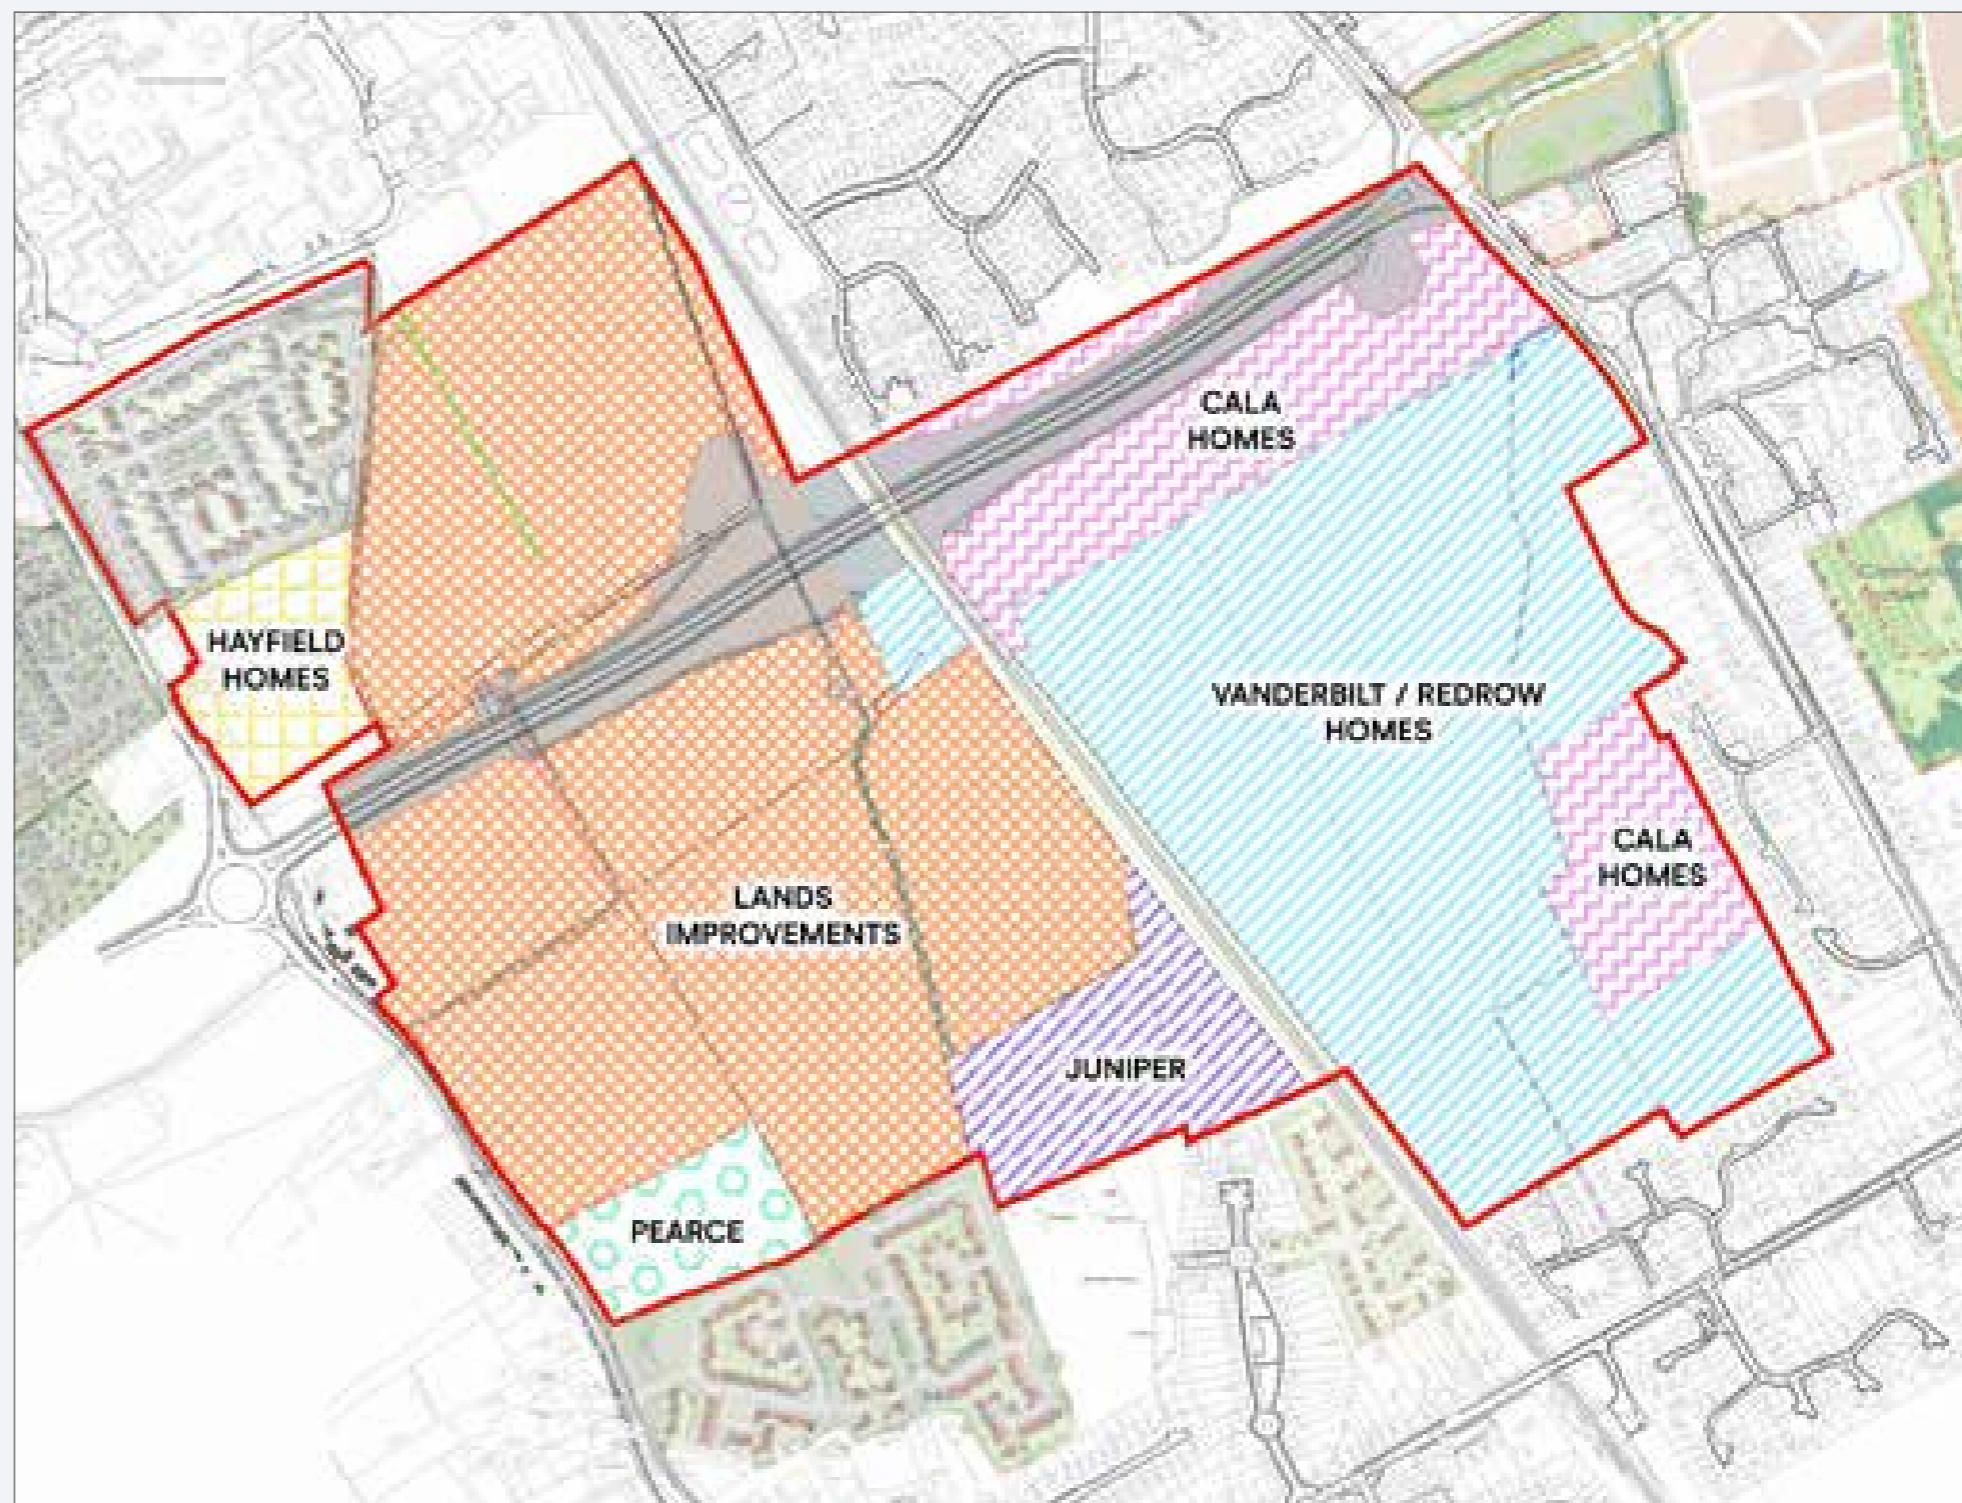 CALA
HOMES
HAYFIELD
HOMES
VANDERBILT / REDROW
HOMES
CALA
HOMES
LANDS
IMPROVEMENTS
JUNIPER
PEARCE